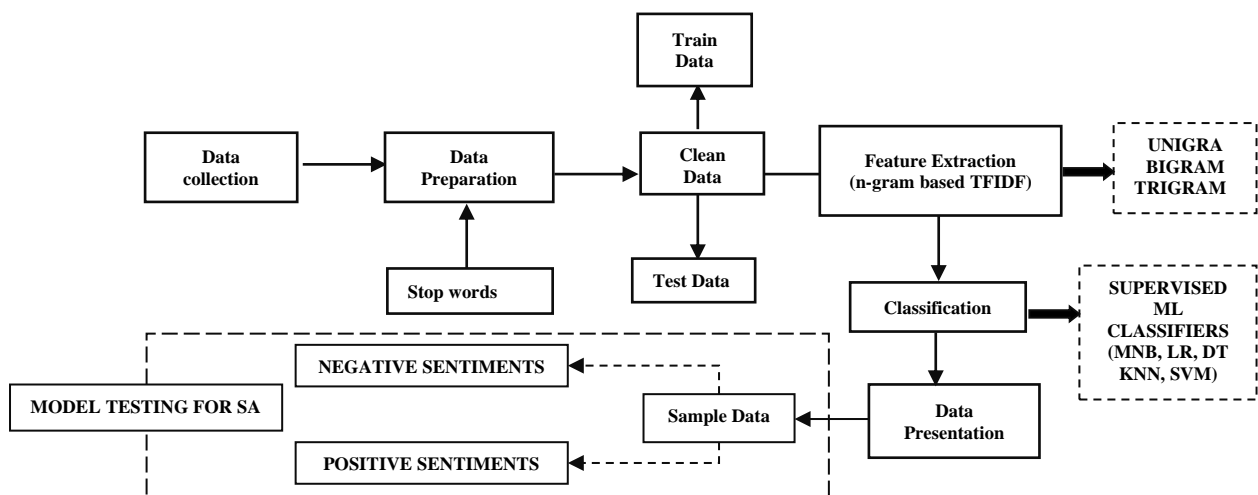 Train
Data
Data
collection
Data
Preparation
Clean
Data
Feature Extraction
(n-gram based TFIDF)
UNIGRA
BIGRAM
TRIGRAM
Stop words
Test Data
Classification
SUPERVISED
ML
CLASSIFIERS
(MNB, LR, DT
KNN, SVM)
NEGATIVE SENTIMENTS
MODEL TESTING FOR SA
Sample Data
Data
Presentation
POSITIVE SENTIMENTS